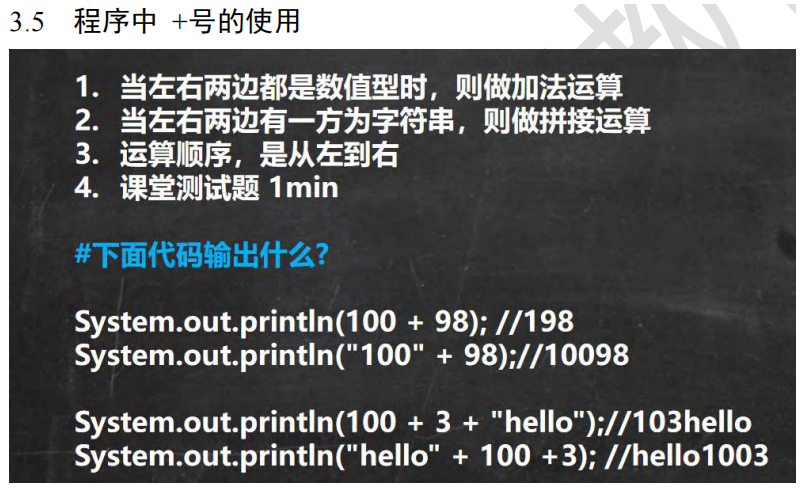 3.5 程序中 +号的使用
1. 当左右两边都是数值型时，则做加法运算
2. 当左右两边有一方为字符串，则做拼接运算
3. 运算顺序，是从左到右
4. 课堂测试题 1min
#下面代码输出什么?
System.out.println(100 + 98); //198
System.out.println("100" + 98);//10098
System.out.println(100 + 3 + "hello");//103hello
System.out.println("hello" + 100 +3); //hello1003